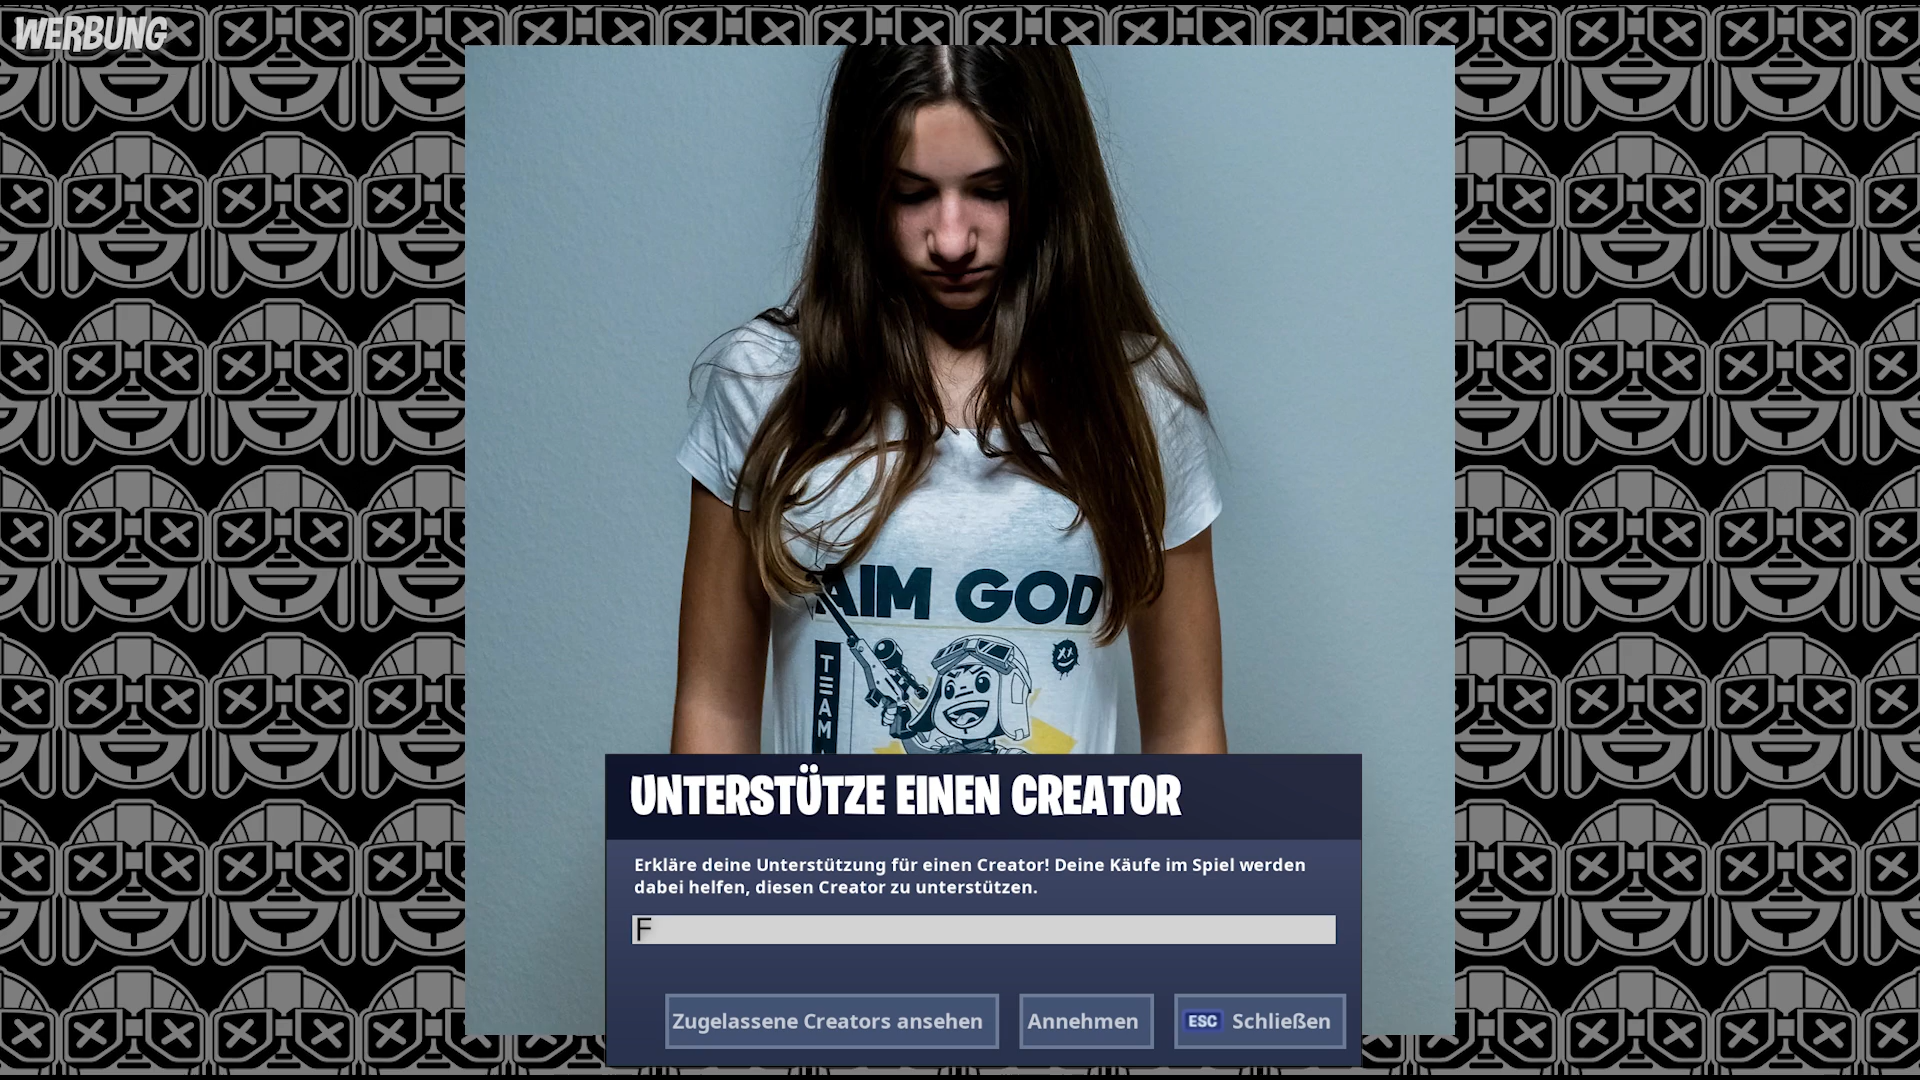 WERBUNG
AIM GOD
TEAM
UNTERSTÜTZE EINEN CREATOR
Erkläre deine Unterstützung für einen Creator! Deine Käufe im Spiel werden
dabei helfen, diesen Creator zu unterstützen.
F
Zugelassene Creators ansehen
Annehmen
ESC Schließen